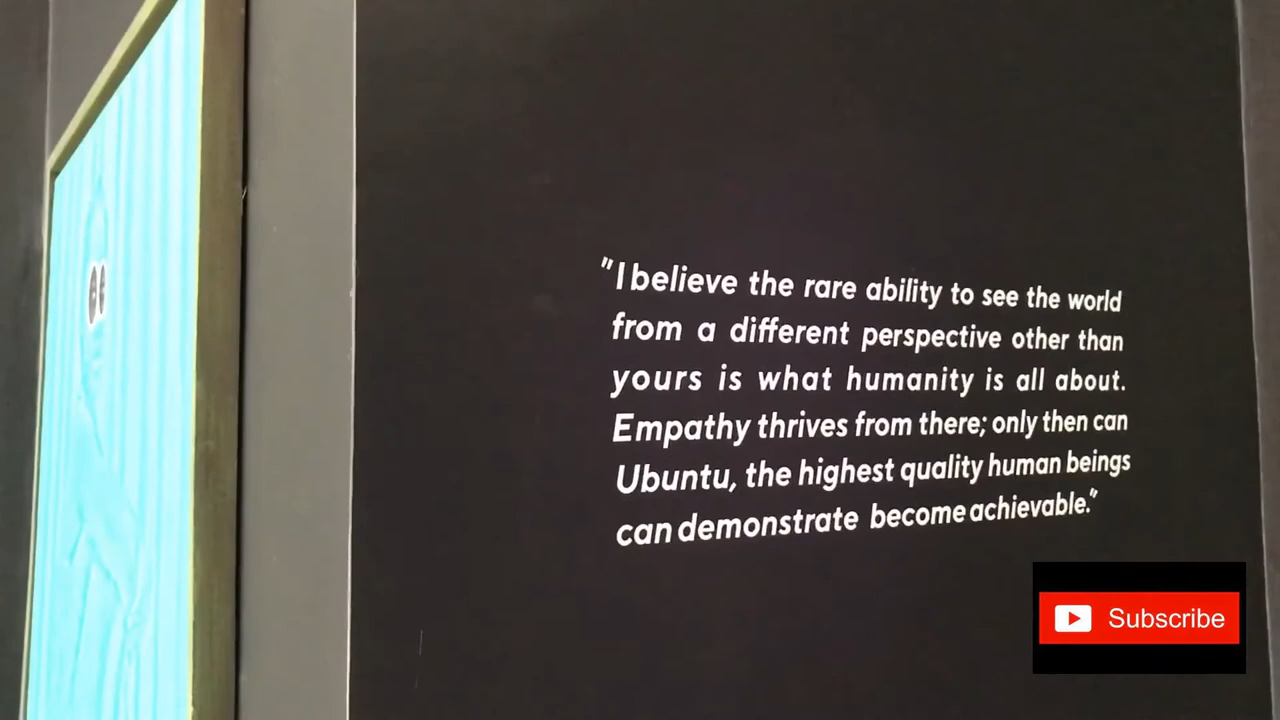 "I believe the rare ability to see the world
from a different perspective other than
yours is what humanity is all about.
Empathy thrives from there; only then can
Ubuntu, the highest quality human beings
can demonstrate become achievable."
Subscribe